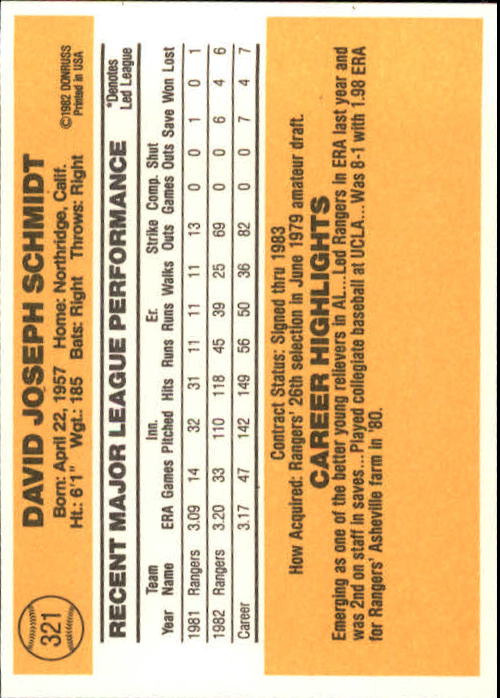 321
DAVID JOSEPH SCHMIDT
Born: April 22, 1957 Home: Northridge, Calif.
Ht.: 6'1" Wgt.: 185 Bats: Right Throws: Right
©1982 DONRUSS
Printed in USA
RECENT MAJOR LEAGUE PERFORMANCE
*Denotes
Led League
Team Inn. Er. Strike Comp. Shut
Year Name ERA Games Pitched Hits Runs Runs Walks Outs Games Outs Save Won Lost
1981 Rangers 3.09 14 32 31 11 11 11 13 0 0 1 0 1
1982 Rangers 3.20 33 110 118 45 39 25 69 0 0 6 4 6
Career 3.17 47 142 149 56 50 36 82 0 0 7 4 7
Contract Status: Signed thru 1983
How Acquired: Rangers' 26th selection in June 1979 amateur draft.
CAREER HIGHLIGHTS
Emerging as one of the better young relievers in AL...Led Rangers in ERA last year and
was 2nd on staff in saves...Played collegiate baseball at UCLA...Was 8-1 with 1.98 ERA
for Rangers' Asheville farm in '80.